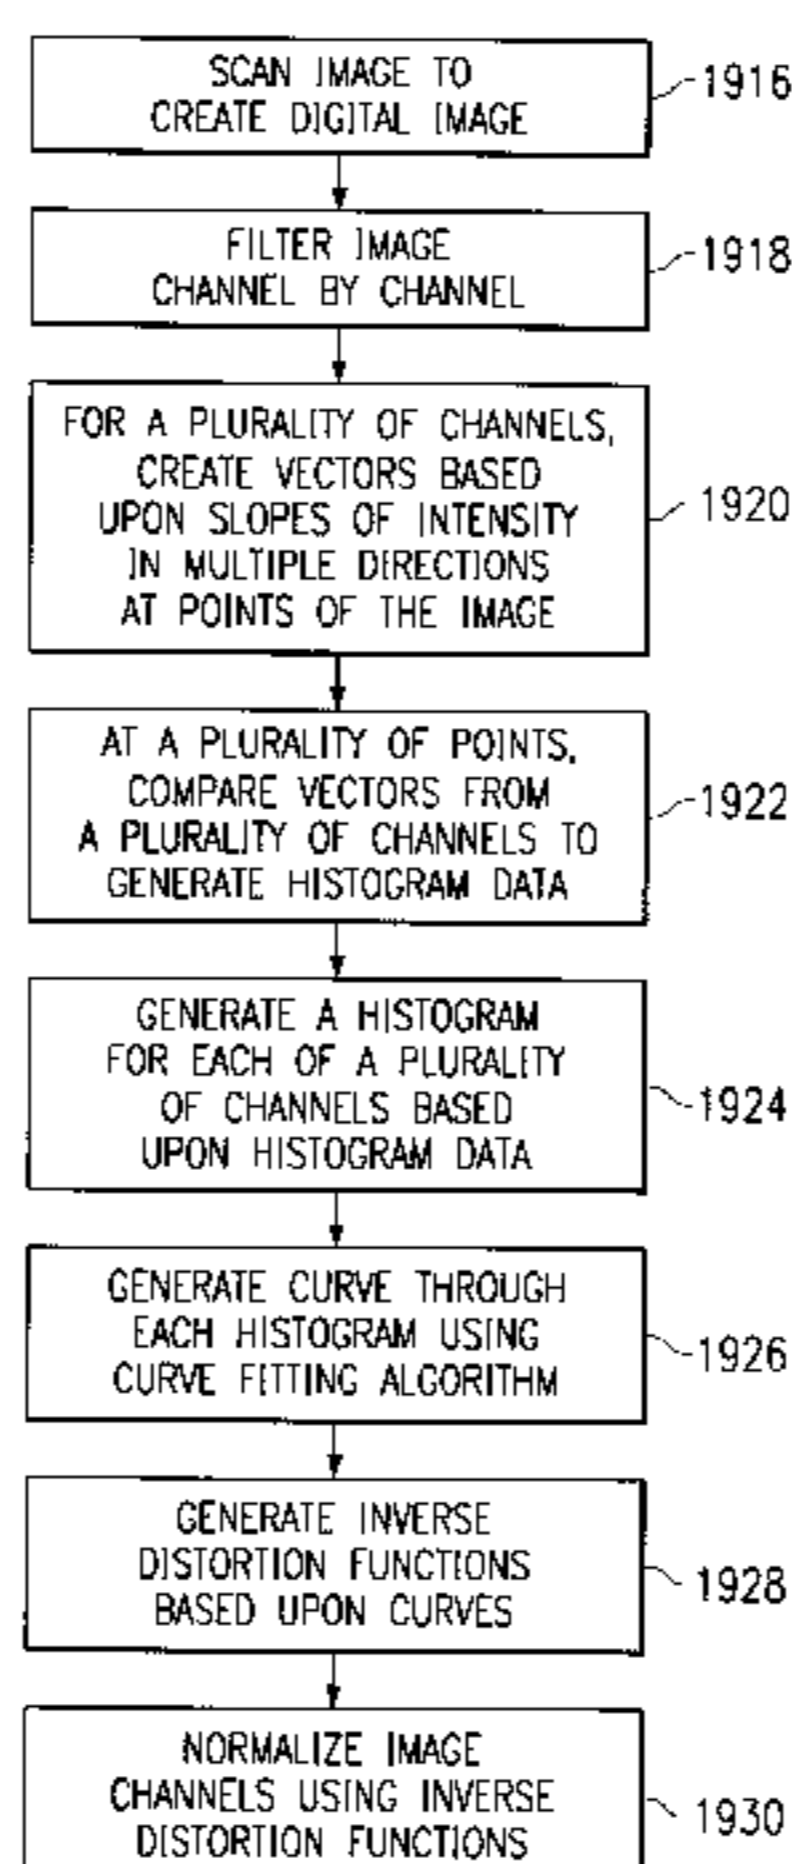 SCAN IMAGE TO
CREATE DIGITAL IMAGE
1916
FILTER IMAGE
CHANNEL BY CHANNEL
1918
FOR A PLURALITY OF CHANNELS,
CREATE VECTORS BASED
UPON SLOPES OF INTENSITY
IN MULTIPLE DIRECTIONS
AT POINTS OF THE IMAGE
1920
AT A PLURALITY OF POINTS,
COMPARE VECTORS FROM
A PLURALITY OF CHANNELS TO
GENERATE HISTOGRAM DATA
1922
GENERATE A HISTOGRAM
FOR EACH OF A PLURALITY
OF CHANNELS BASED
UPON HISTOGRAM DATA
1924
GENERATE CURVE THROUGH
EACH HISTOGRAM USING
CURVE FITTING ALGORITHM
1926
GENERATE INVERSE
DISTORTION FUNCTIONS
BASED UPON CURVES
1928
NORMALIZE IMAGE
CHANNELS USING INVERSE
DISTORTION FUNCTIONS
1930